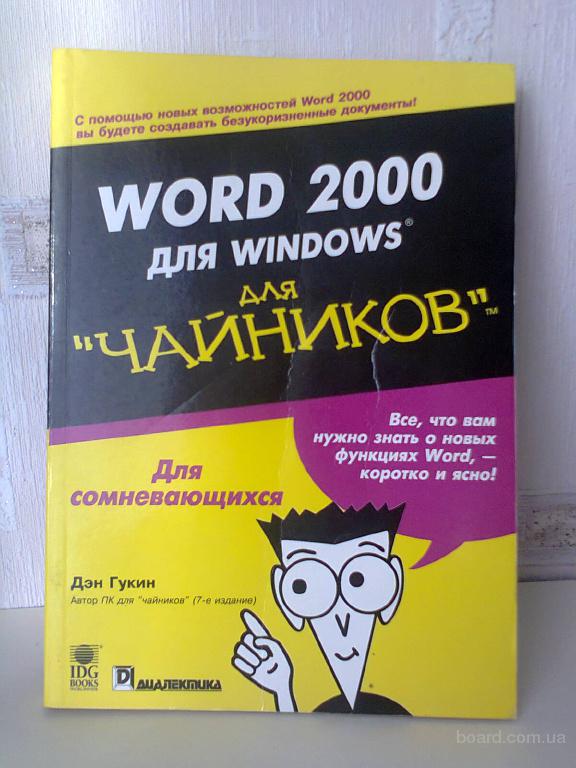 С помощью новых возможностей Word 2000
вы будете создавать безукоризненные документы!
WORD 2000
ДЛЯ WINDOWS®
ДЛЯ
"ЧАЙНИКОВ"™
Все, что вам
нужно знать о новых
функциях Word, —
коротко и ясно!
Для
сомневающихся
Дэн Гукин
Автор ПК для "чайников" (7-е издание)
IDG
BOOKS
WORLDWIDE
ДИАЛЕКТИКА
board.com.ua